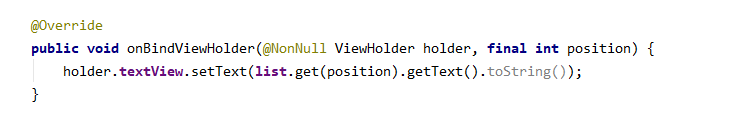 @Override
public void onBindViewHolder(@NonNull ViewHolder holder, final int position) {
    holder.textView.setText(list.get(position).getText().toString());
}